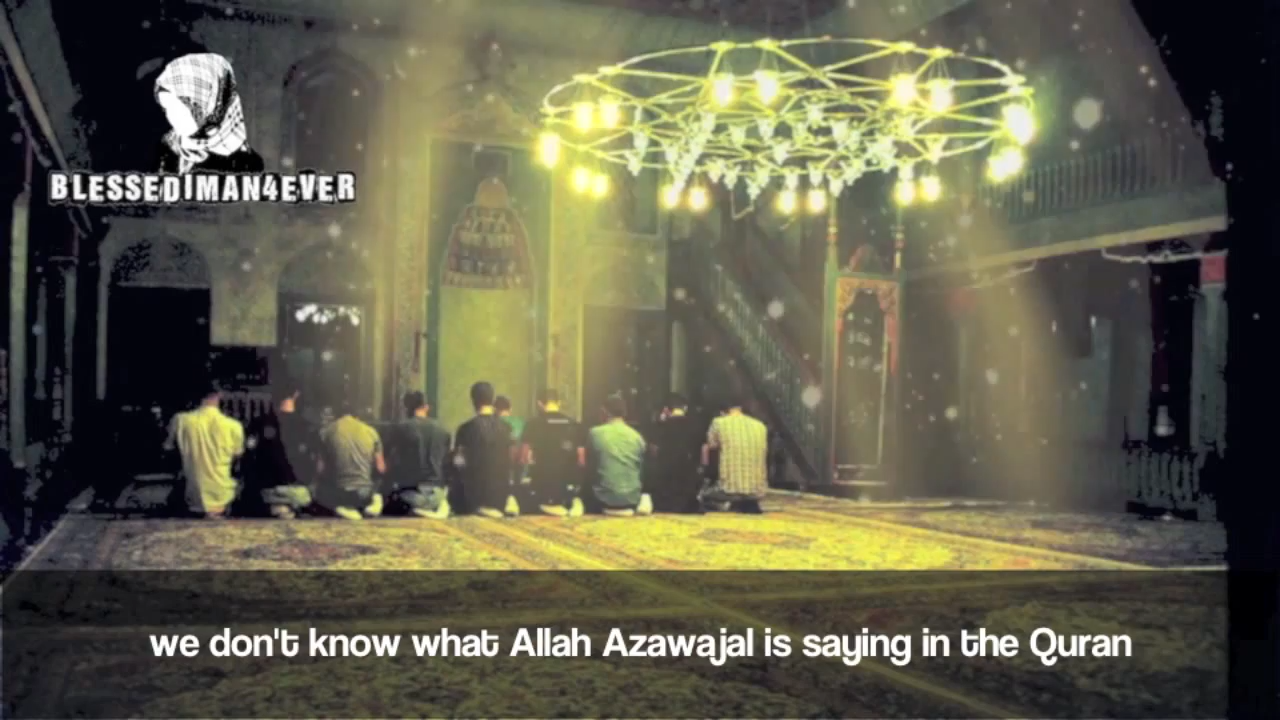 BLESSEDIMAN4EVER
we don't know what Allah Azawajal is saying in the Quran